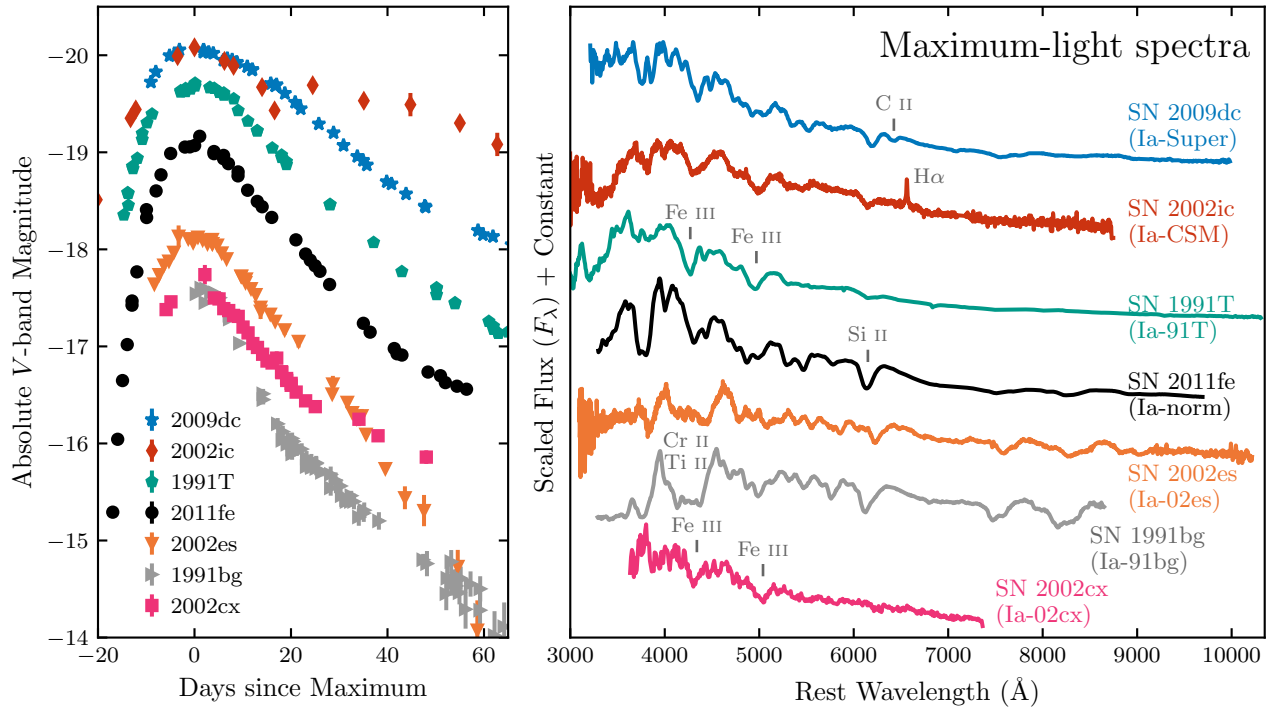 Absolute V-band Magnitude
−20
−19
−18
−17
−16
−15
−14
2009dc
2002ic
1991T
2011fe
2002es
1991bg
2002cx
−20
0
20
40
60
Days since Maximum
Scaled Flux (Fλ) + Constant
Maximum-light spectra
C II
SN 2009dc
(Ia-Super)
Hα
SN 2002ic
(Ia-CSM)
Fe III
Fe III
SN 1991T
(Ia-91T)
Si II
SN 2011fe
(Ia-norm)
Cr II
Ti II
SN 2002es
(Ia-02es)
SN 1991bg
(Ia-91bg)
Fe III
Fe III
SN 2002cx
(Ia-02cx)
3000
4000
5000
6000
7000
8000
9000
10000
Rest Wavelength (Å)